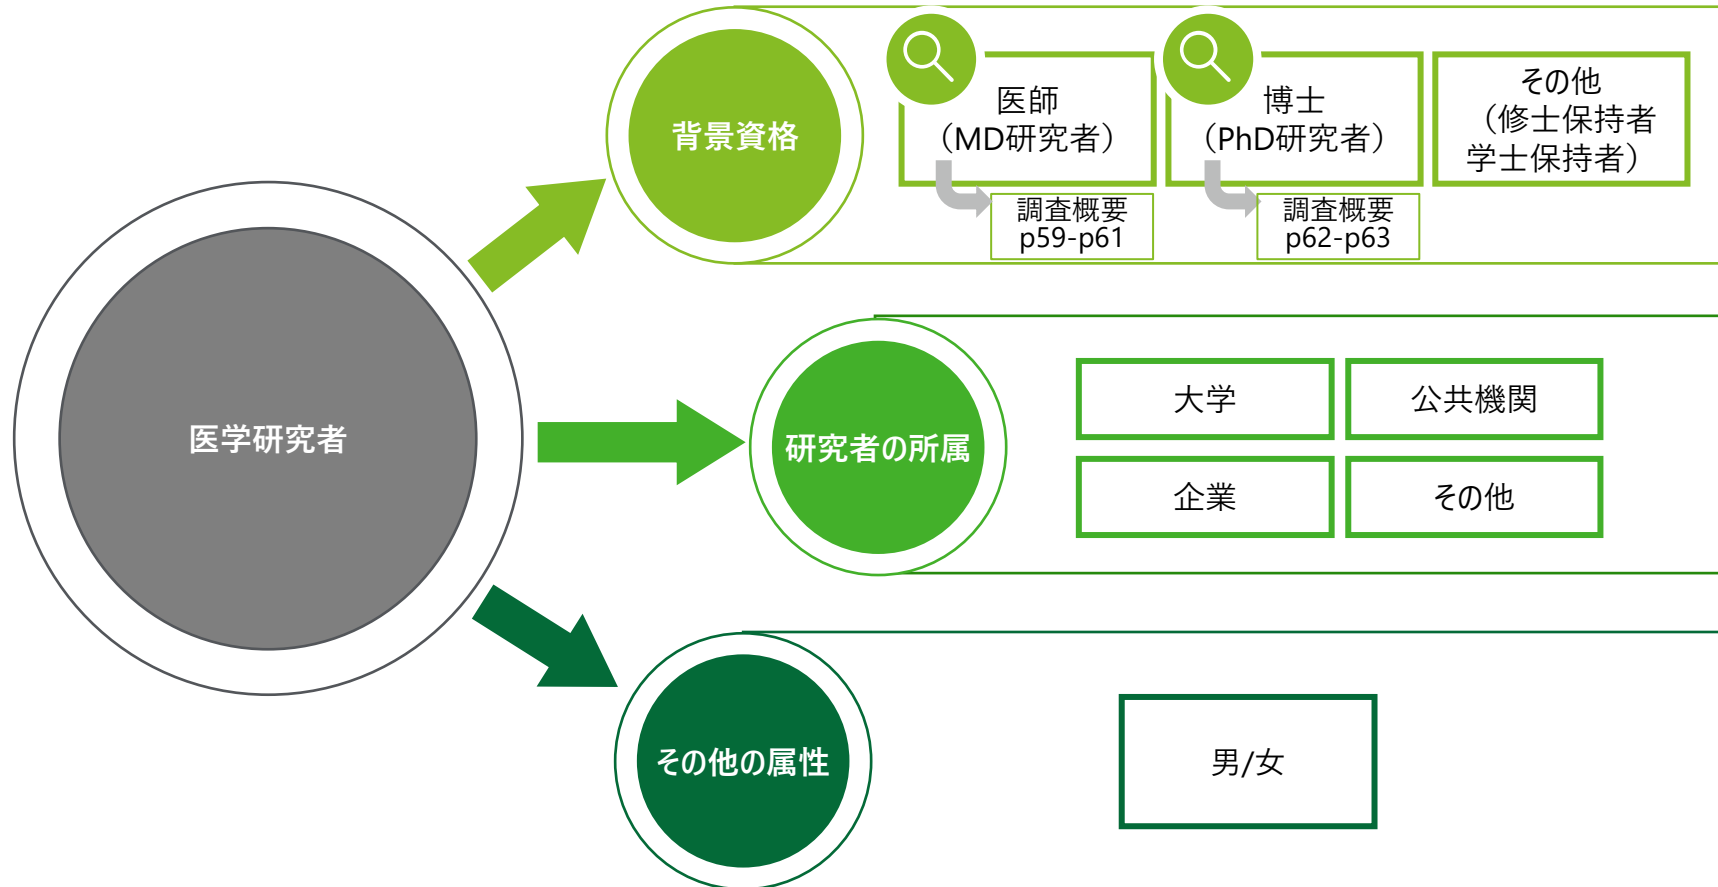 医学研究者
背景資格
医師
（MD研究者）
調査概要
p59-p61
博士
（PhD研究者）
調査概要
p62-p63
その他
（修士保持者
学士保持者）
研究者の所属
大学
公共機関
企業
その他
その他の属性
男/女